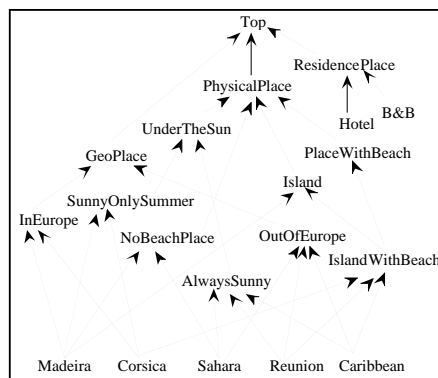 Top
ResidencePlace
PhysicalPlace
B&B
Hotel
UnderTheSun
GeoPlace
PlaceWithBeach
Island
SunnyOnlySummer
InEurope
NoBeachPlace
OutOfEurope
IslandWithBeach
AlwaysSunny
Madeira Corsica Sahara Reunion Caribbean